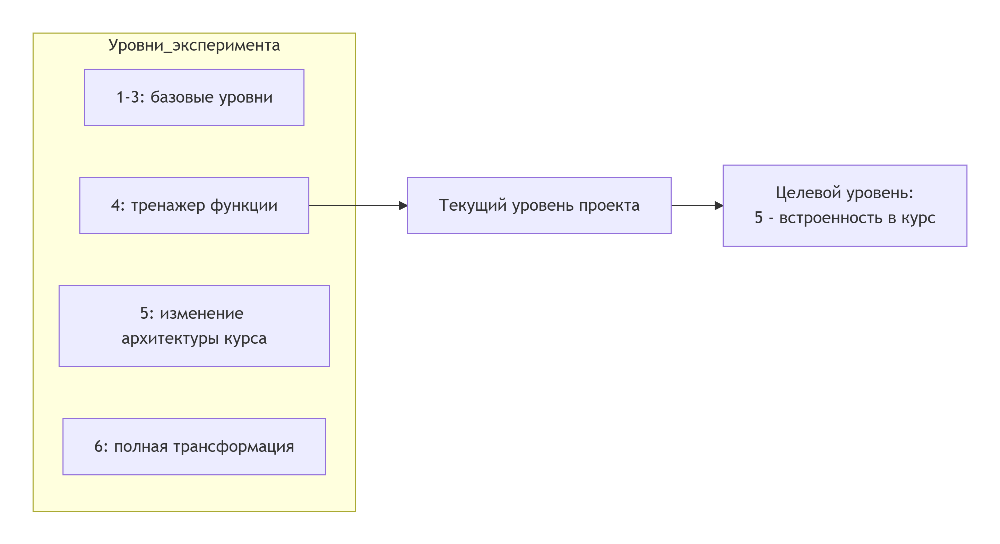 Уровни_эксперимента
1-3: базовые уровни
4: тренажер функции
Текущий уровень проекта
Целевой уровень:
5 - встроенность в курс
5: изменение
архитектуры курса
6: полная трансформация